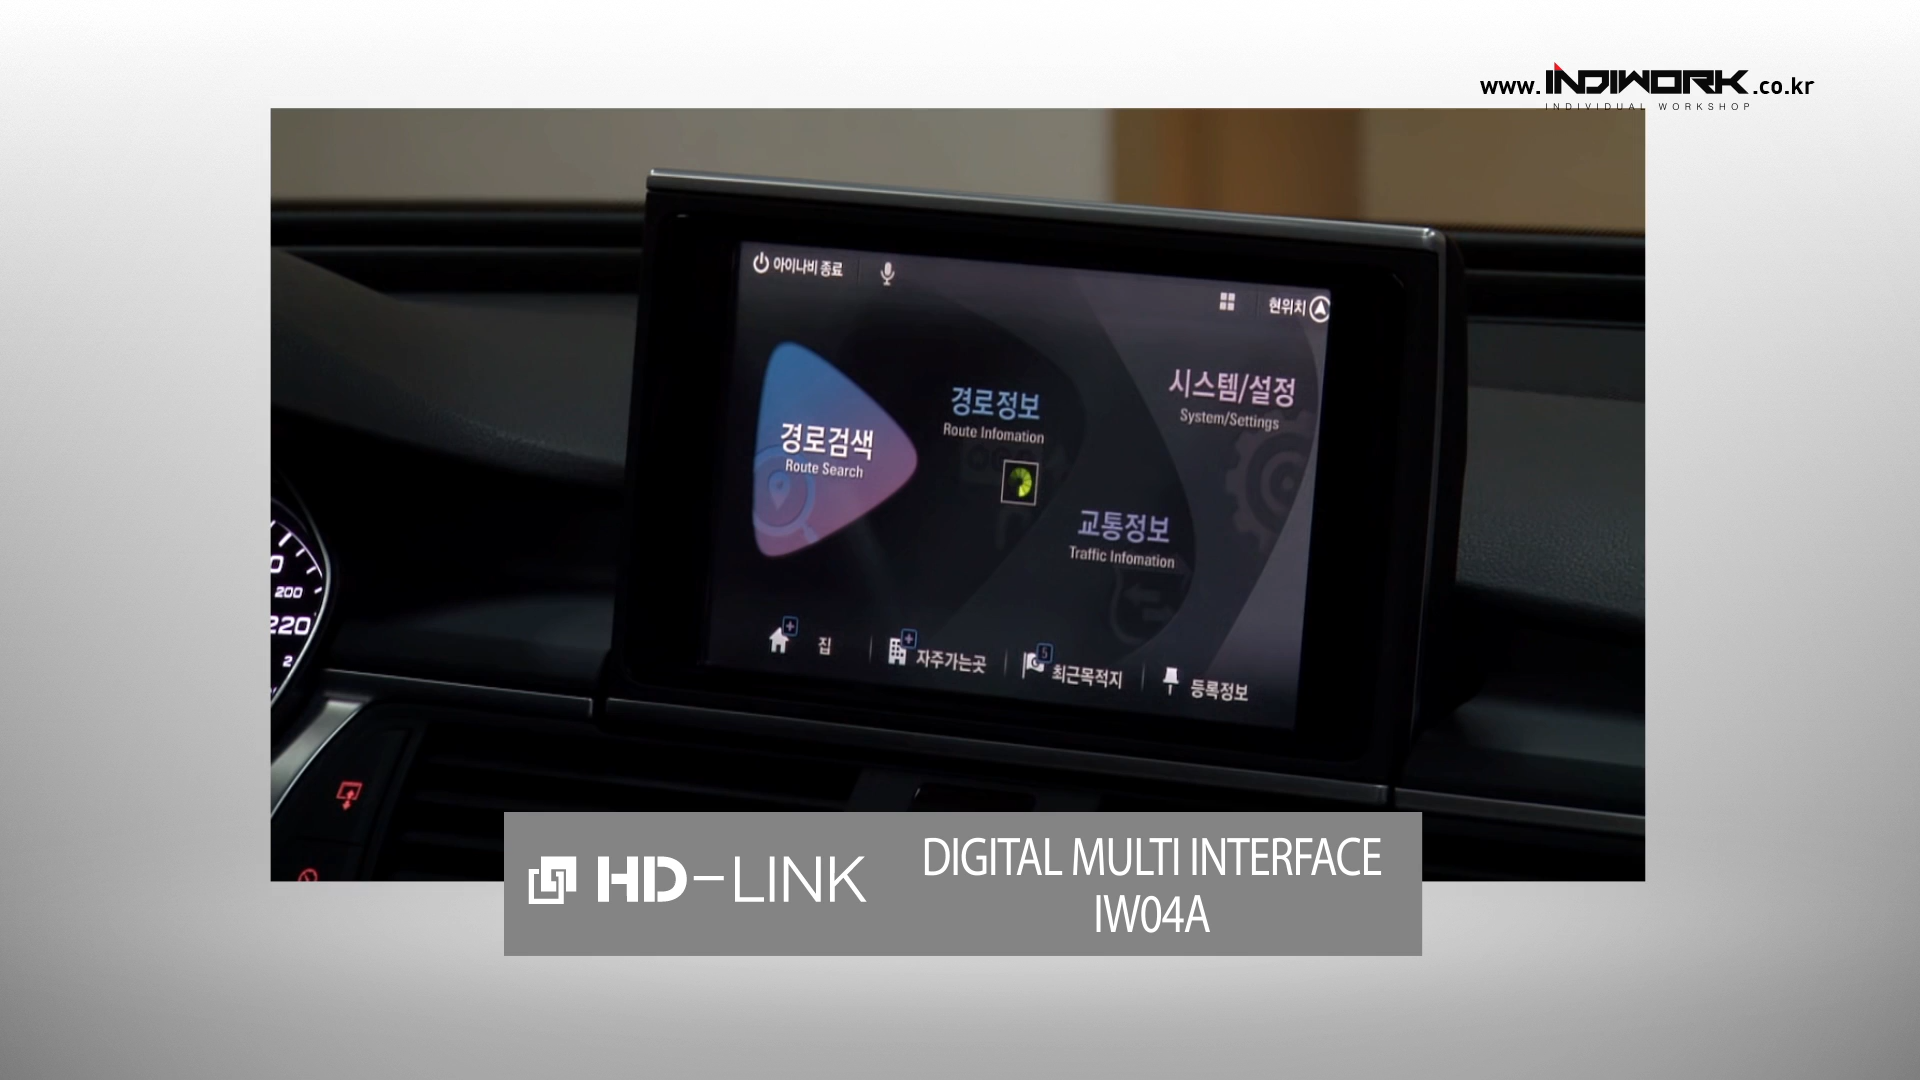 www.INDIWORK.co.kr
INDIVIDUAL WORKSHOP
아이나비 종료
현위치
경로검색
Route Search
경로정보
Route Infomation
시스템/설정
System/Settings
교통정보
Traffic Infomation
집
자주가는곳
5
최근목적지
등록정보
200
220
2
HD-LINK
DIGITAL MULTI INTERFACE
IW04A